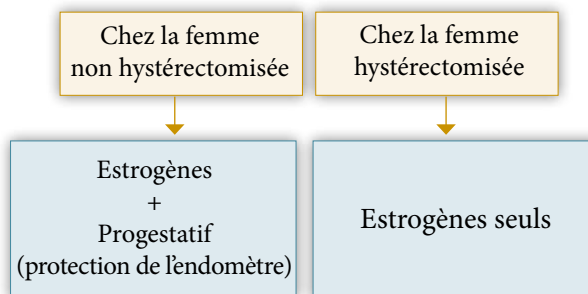 Chez la femme
non hystérectomisée
Chez la femme
hystérectomisée
Estrogènes
+
Progestatif
(protection de l'endomètre)
Estrogènes seuls